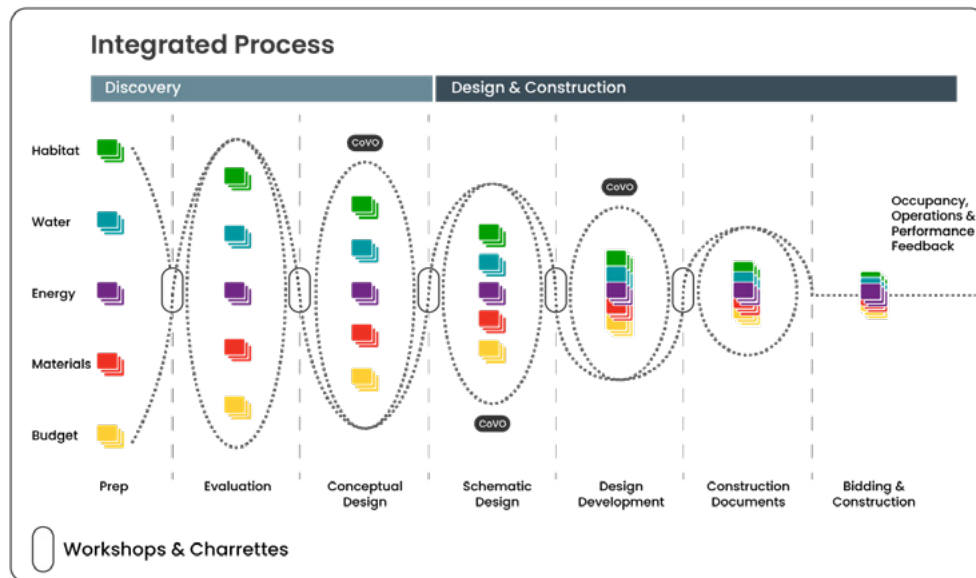 Integrated Process
Discovery
Design & Construction
CoVO
CoVO
Habitat
Water
Energy
Materials
Budget
Occupancy,
Operations &
Performance
Feedback
CoVO
Prep
Evaluation
Conceptual
Design
Schematic
Design
Design
Development
Construction
Documents
Bidding &
Construction
Workshops & Charrettes